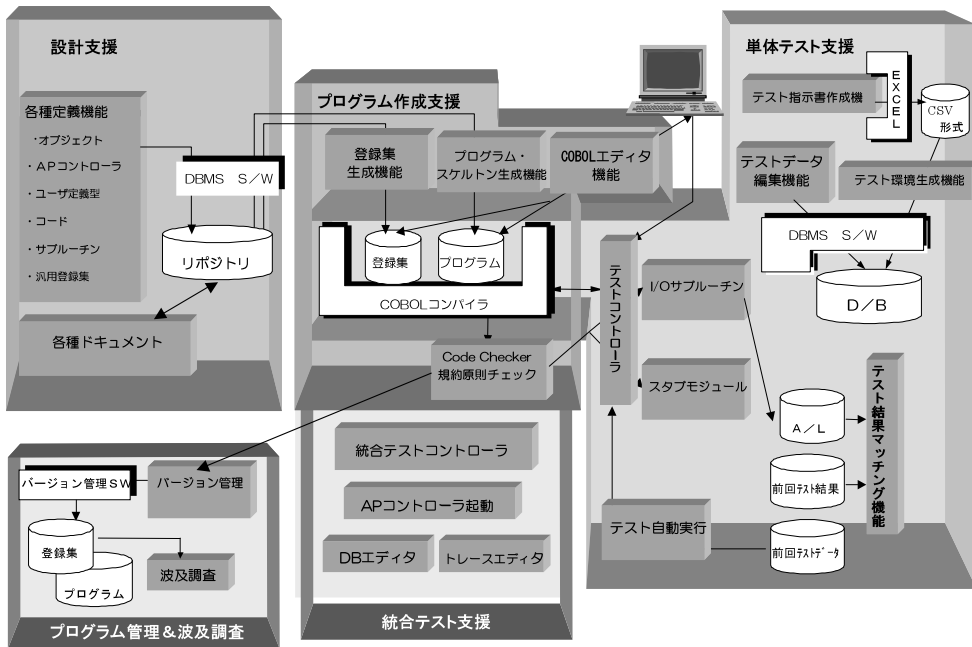 設計支援
各種定義機能
・オブジェクト
・APコントローラ
・ユーザ定義型
・コード
・サブルーチン
・汎用登録集
DBMS S/W
リポジトリ
各種ドキュメント
プログラム作成支援
登録集
生成機能
プログラム・
スケルトン生成機能
COBOLエディタ
機能
登録集
プログラム
COBOLコンパイラ
Code Checker
規約原則チェック
単体テスト支援
テスト指示書作成機
EXCEL
CSV
形式
テストデータ
編集機能
テスト環境生成機能
DBMS S/W
D/B
テストコントローラ
I/Oサブルーチン
スタブモジュール
A/L
前回テスト結果
前回テストデータ
テスト結果マッチング機能
テスト自動実行
バージョン管理SW
バージョン管理
登録集
プログラム
波及調査
プログラム管理&波及調査
統合テストコントローラ
APコントローラ起動
DBエディタ
トレースエディタ
統合テスト支援